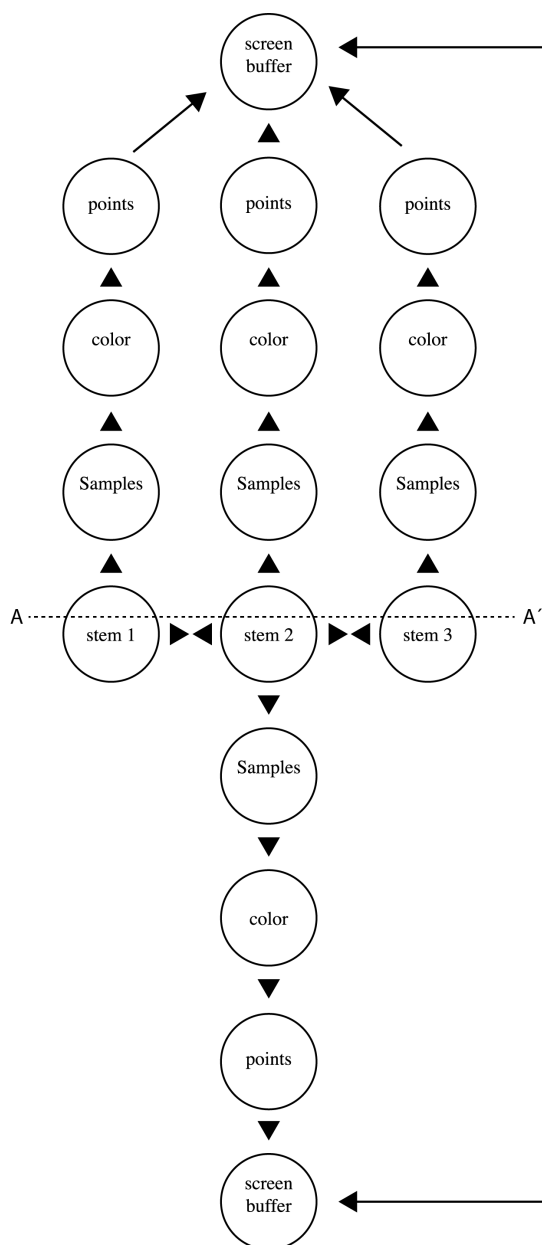 screen
buffer
points points points
color color color
Samples Samples Samples
A A´
stem 1 stem 2 stem 3
Samples
color
points
screen
buffer